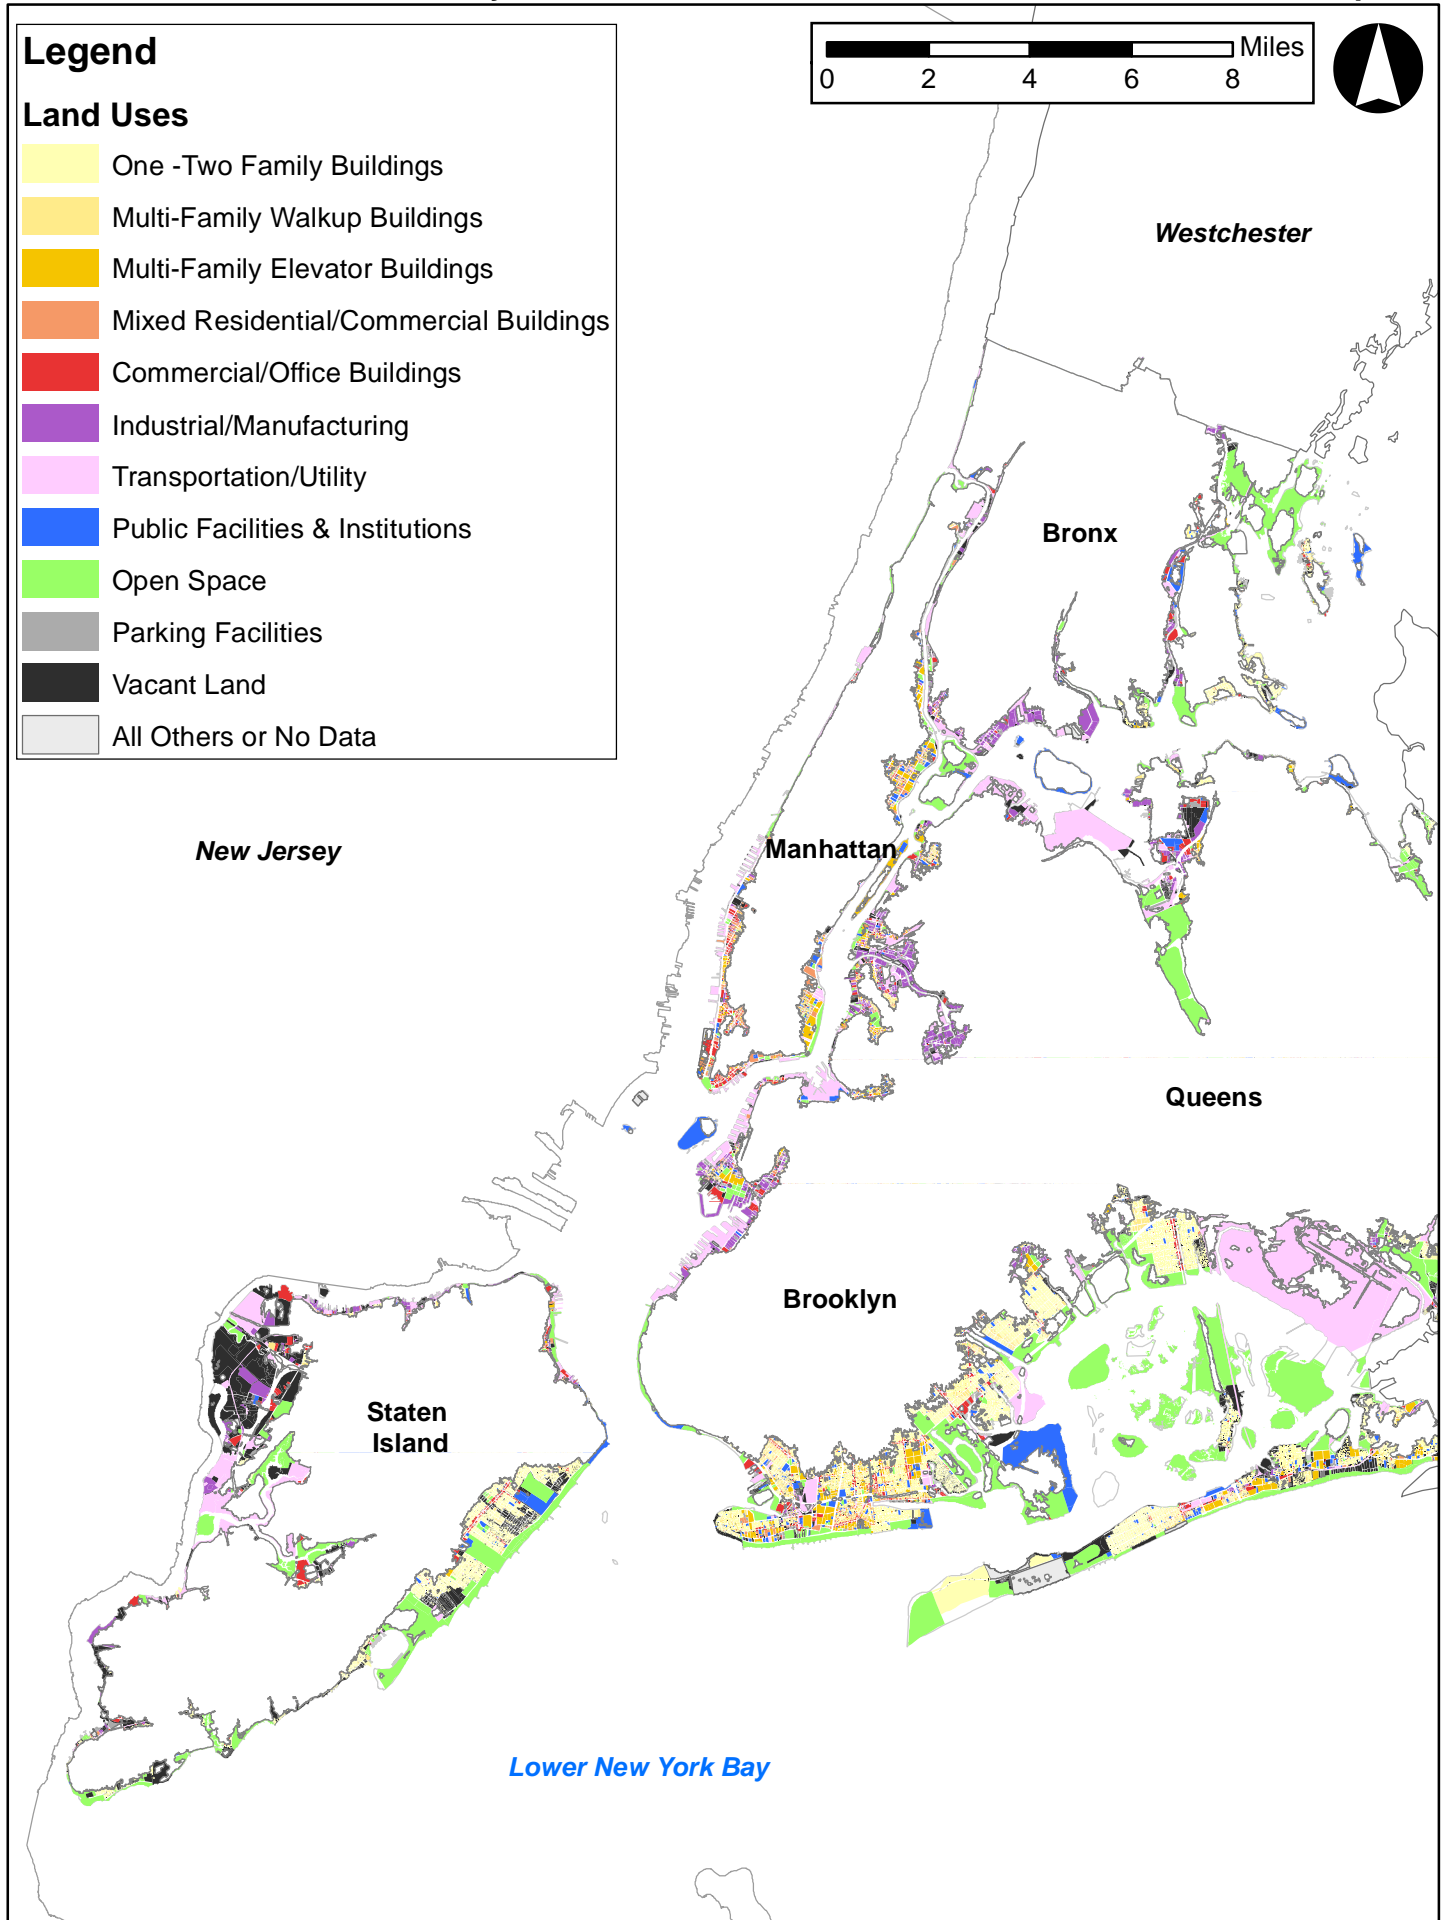 Legend
Land Uses
One -Two Family Buildings
Multi-Family Walkup Buildings
Multi-Family Elevator Buildings
Mixed Residential/Commercial Buildings
Commercial/Office Buildings
Industrial/Manufacturing
Transportation/Utility
Public Facilities & Institutions
Open Space
Parking Facilities
Vacant Land
All Others or No Data
Miles
0 2 4 6 8
Westchester
Bronx
New Jersey
Manhattan
Queens
Brooklyn
Staten
Island
Lower New York Bay